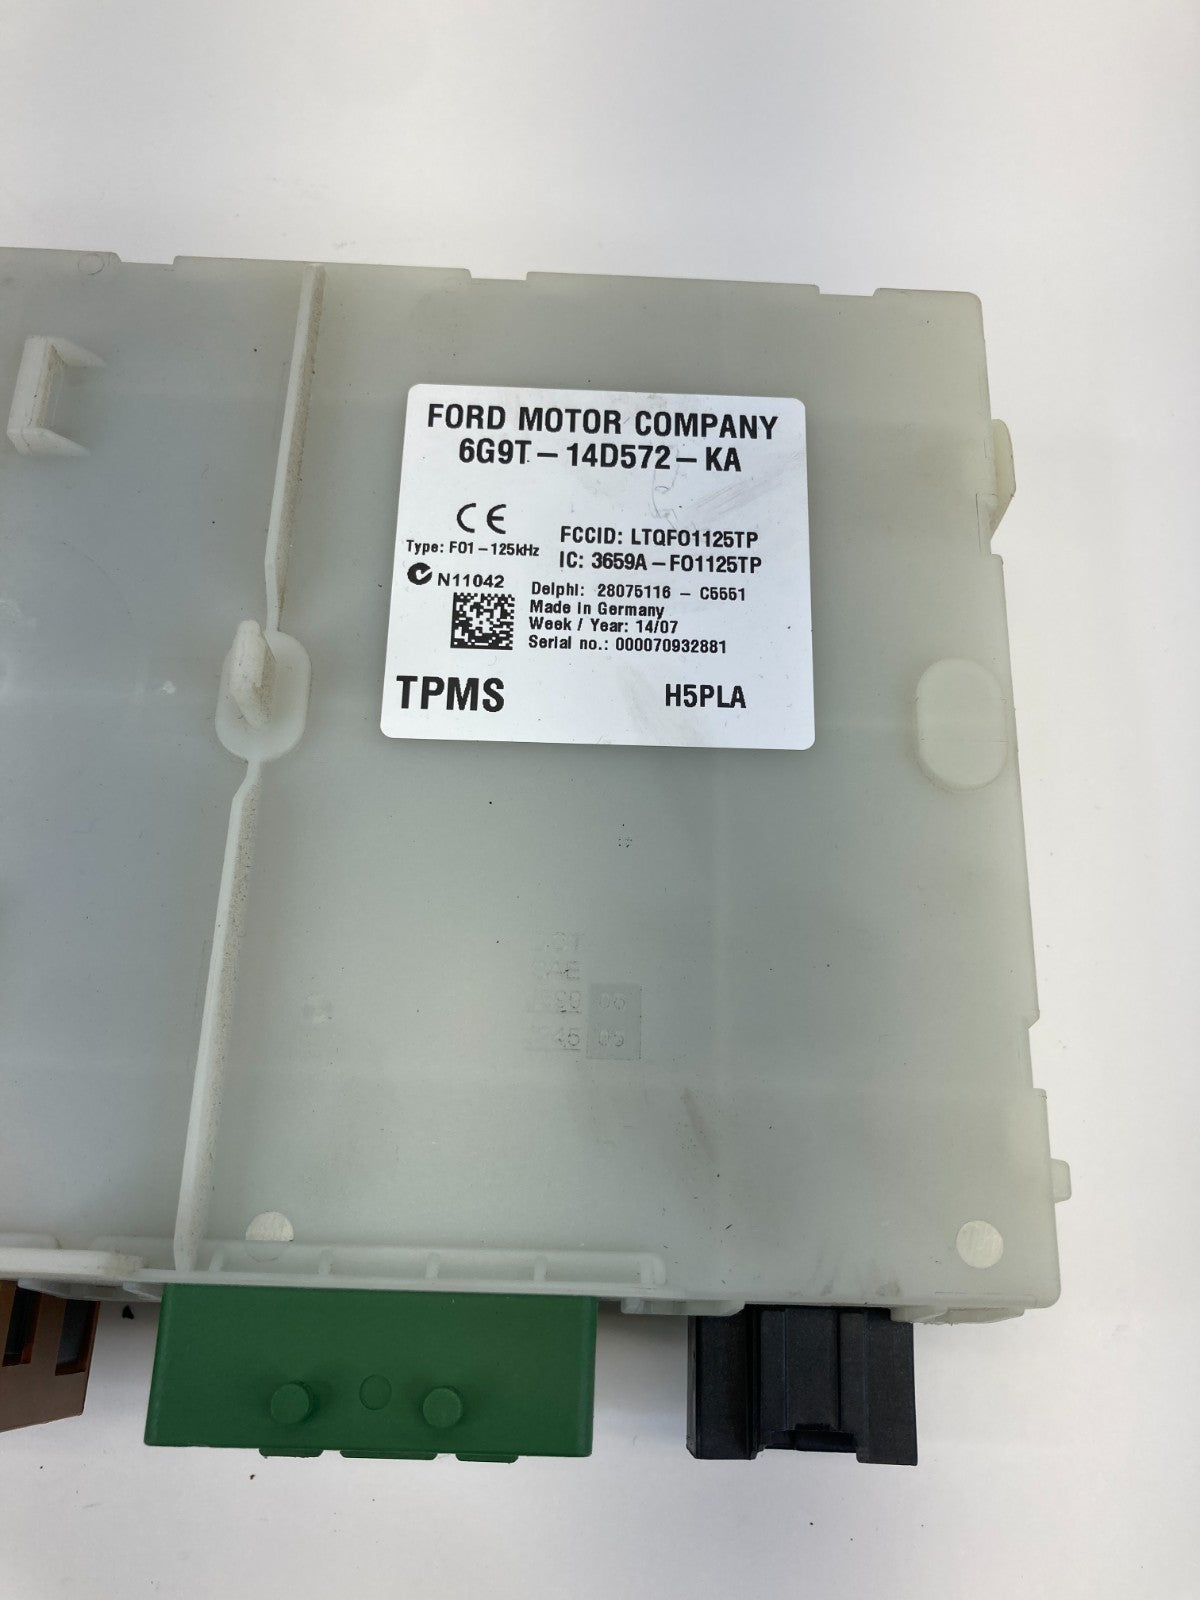 FORD MOTOR COMPANY
6G9T-14D572-KA
CE
Type: F01-125kHz
FCCID: LTQFO1125TP
IC: 3659A-FO1125TP
N11042
Delphi: 28075116 - C5551
Made in Germany
Week / Year: 14/07
Serial no.: 000070932881
TPMS
H5PLA